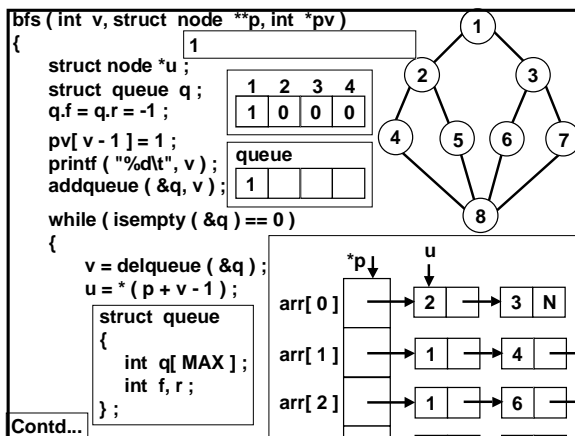 bfs ( int v, struct node **p, int *pv )
{
1
struct node *u ;
struct queue q ;
q.f = q.r = -1 ;
pv[ v - 1 ] = 1 ;
printf ( "%d\t", v ) ;
addqueue ( &q, v ) ;
1 2 3 4
1 0 0 0
queue
1
while ( isempty ( &q ) == 0 )
{
v = delqueue ( &q ) ;
u = * ( p + v - 1 ) ;
struct queue
{
int q[ MAX ] ;
int f, r ;
} ;
Contd...
1
2 3
4 5 6 7
8
*p u
arr[ 0 ] 2 3 N
arr[ 1 ] 1 4
arr[ 2 ] 1 6